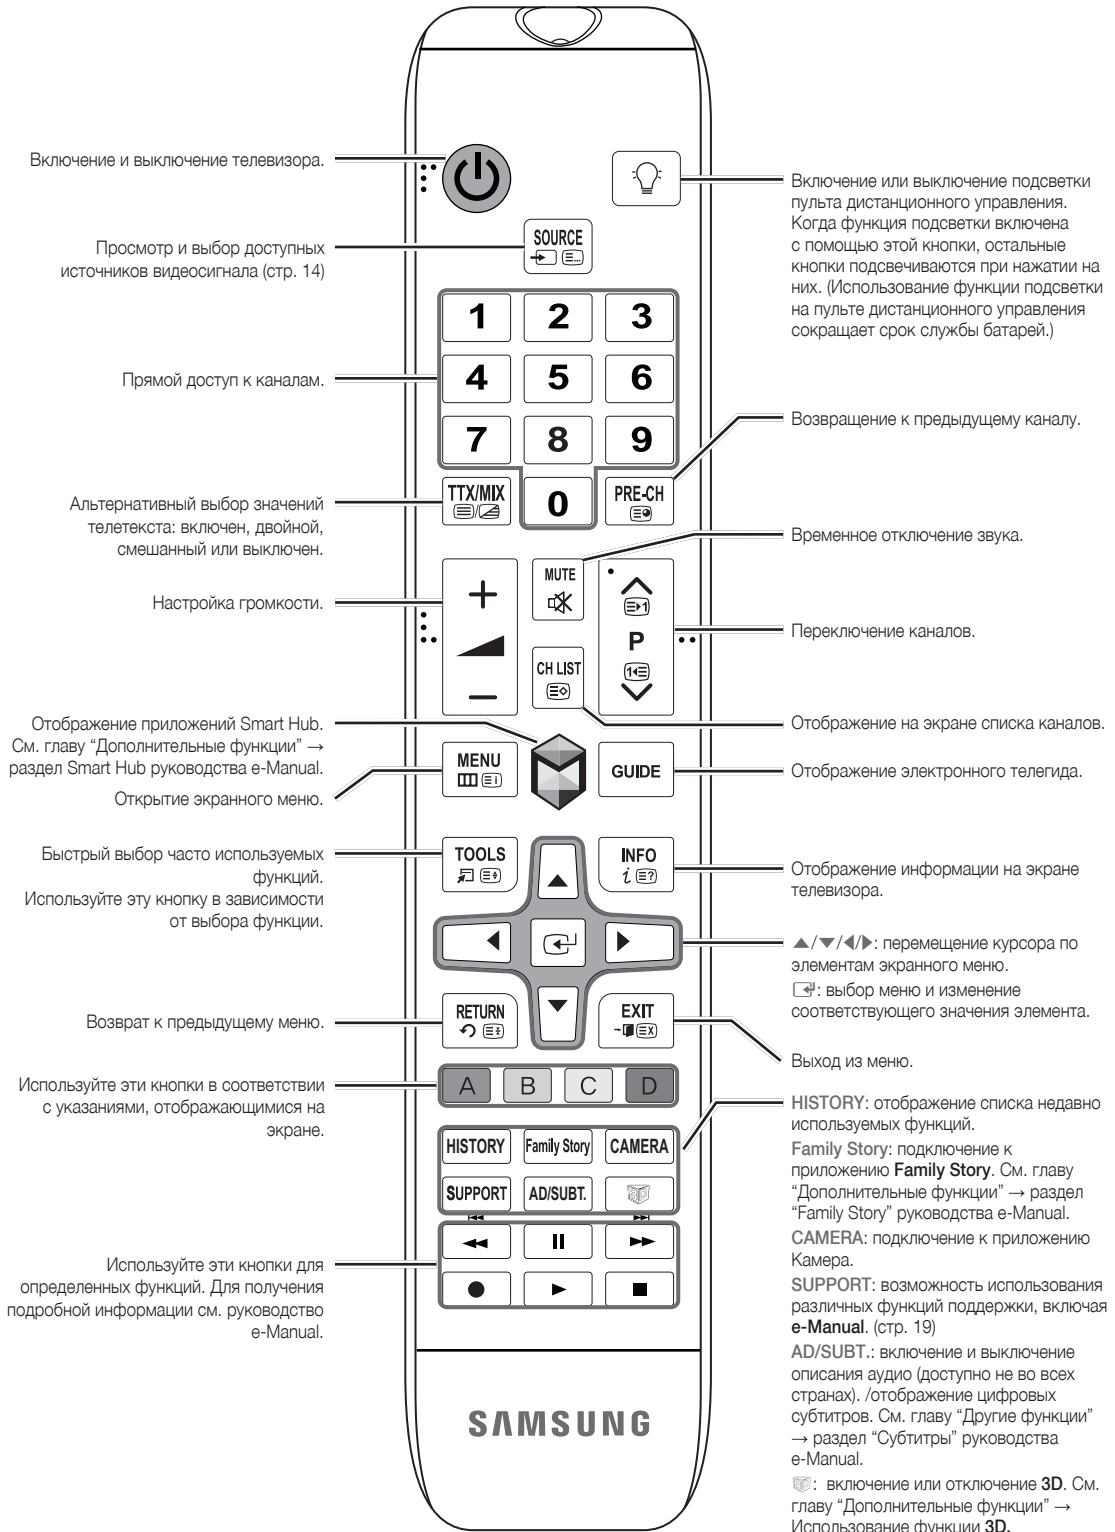 Включение и выключение телевизора.
Просмотр и выбор доступных
источников видеосигнала (стр. 14)
Прямой доступ к каналам.
Альтернативный выбор значений
телетекста: включен, двойной,
смешанный или выключен.
Настройка громкости.
Отображение приложений Smart Hub.
См. главу “Дополнительные функции” →
раздел Smart Hub руководства e-Manual.
Открытие экранного меню.
Быстрый выбор часто используемых
функций.
Используйте эту кнопку в зависимости
от выбора функции.
Возврат к предыдущему меню.
Используйте эти кнопки в соответствии
с указаниями, отображающимися на
экране.
Используйте эти кнопки для
определенных функций. Для получения
подробной информации см. руководство
e-Manual.
SOURCE
1 2 3
4 5 6
7 8 9
TTX/MIX 0 PRE-CH
MUTE
P
CH LIST
MENU GUIDE
TOOLS INFO
RETURN EXIT
A B C D
HISTORY Family Story CAMERA
SUPPORT AD/SUBT.
SAMSUNG
Включение или выключение подсветки
пульта дистанционного управления.
Когда функция подсветки включена
с помощью этой кнопки, остальные
кнопки подсвечиваются при нажатии на
них. (Использование функции подсветки
на пульте дистанционного управления
сокращает срок службы батарей.)
Возвращение к предыдущему каналу.
Временное отключение звука.
Переключение каналов.
Отображение на экране списка каналов.
Отображение электронного телегида.
Отображение информации на экране
телевизора.
▲/▼/◀/▶: перемещение курсора по
элементам экранного меню.
: выбор меню и изменение
соответствующего значения элемента.
Выход из меню.
HISTORY: отображение списка недавно
используемых функций.
Family Story: подключение к
приложению Family Story. См. главу
“Дополнительные функции” → раздел
“Family Story” руководства e-Manual.
CAMERA: подключение к приложению
Камера.
SUPPORT: возможность использования
различных функций поддержки, включая
e-Manual. (стр. 19)
AD/SUBT.: включение и выключение
описания аудио (доступно не во всех
странах). /отображение цифровых
субтитров. См. главу “Другие функции”
→ раздел “Субтитры” руководства
e-Manual.
: включение или отключение 3D. См.
главу “Дополнительные функции” →
Использование функции 3D.